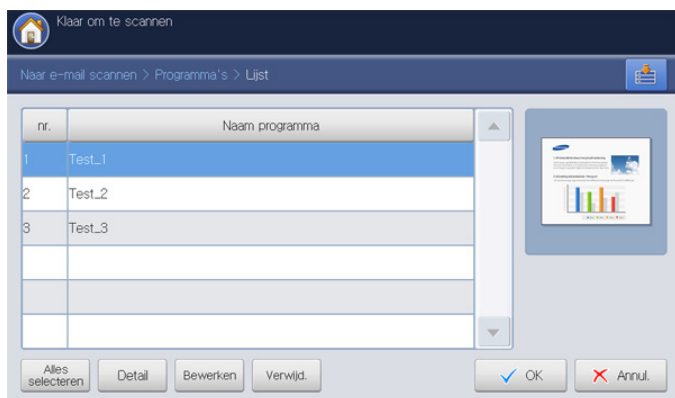 Klaar om te scannen
Naar e-mail scannen > Programma's > Lijst
nr. Naam programma
1 Test_1
2 Test_2
3 Test_3
Alles selecteren Detail Bewerken Verwijd. OK Annul.